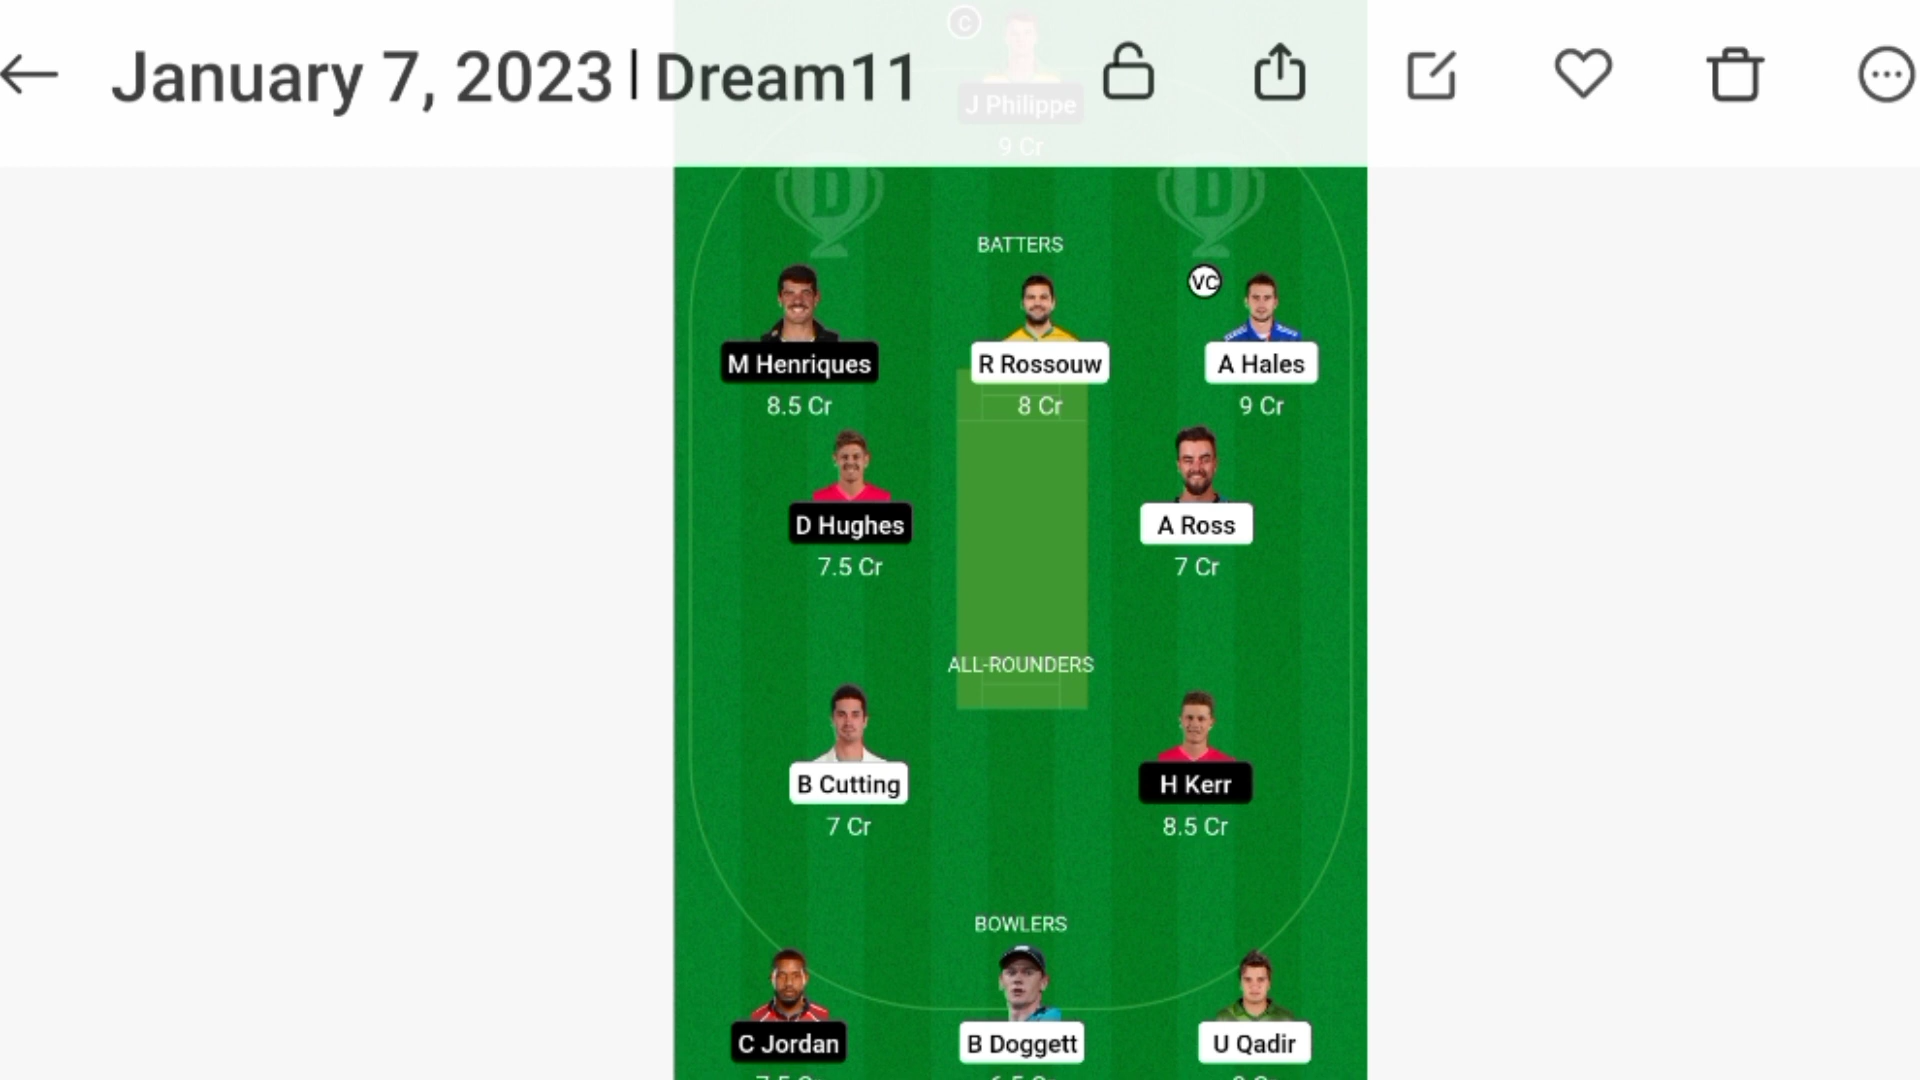 January 7, 2023 | Dream11
C
J Philippe
9 Cr
D D
BATTERS
VC
M Henriques R Rossouw A Hales
8.5 Cr 8 Cr 9 Cr
D Hughes A Ross
7.5 Cr 7 Cr
ALL-ROUNDERS
B Cutting H Kerr
7 Cr 8.5 Cr
BOWLERS
C Jordan B Doggett U Qadir